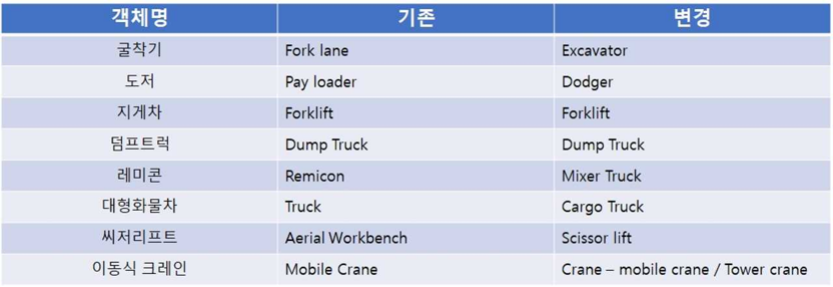 객체명 기존 변경
굴착기 Fork lane Excavator
도저 Pay loader Dodger
지게차 Forklift Forklift
덤프트럭 Dump Truck Dump Truck
레미콘 Remicon Mixer Truck
대형화물차 Truck Cargo Truck
씨저리프트 Aerial Workbench Scissor lift
이동식 크레인 Mobile Crane Crane – mobile crane / Tower crane